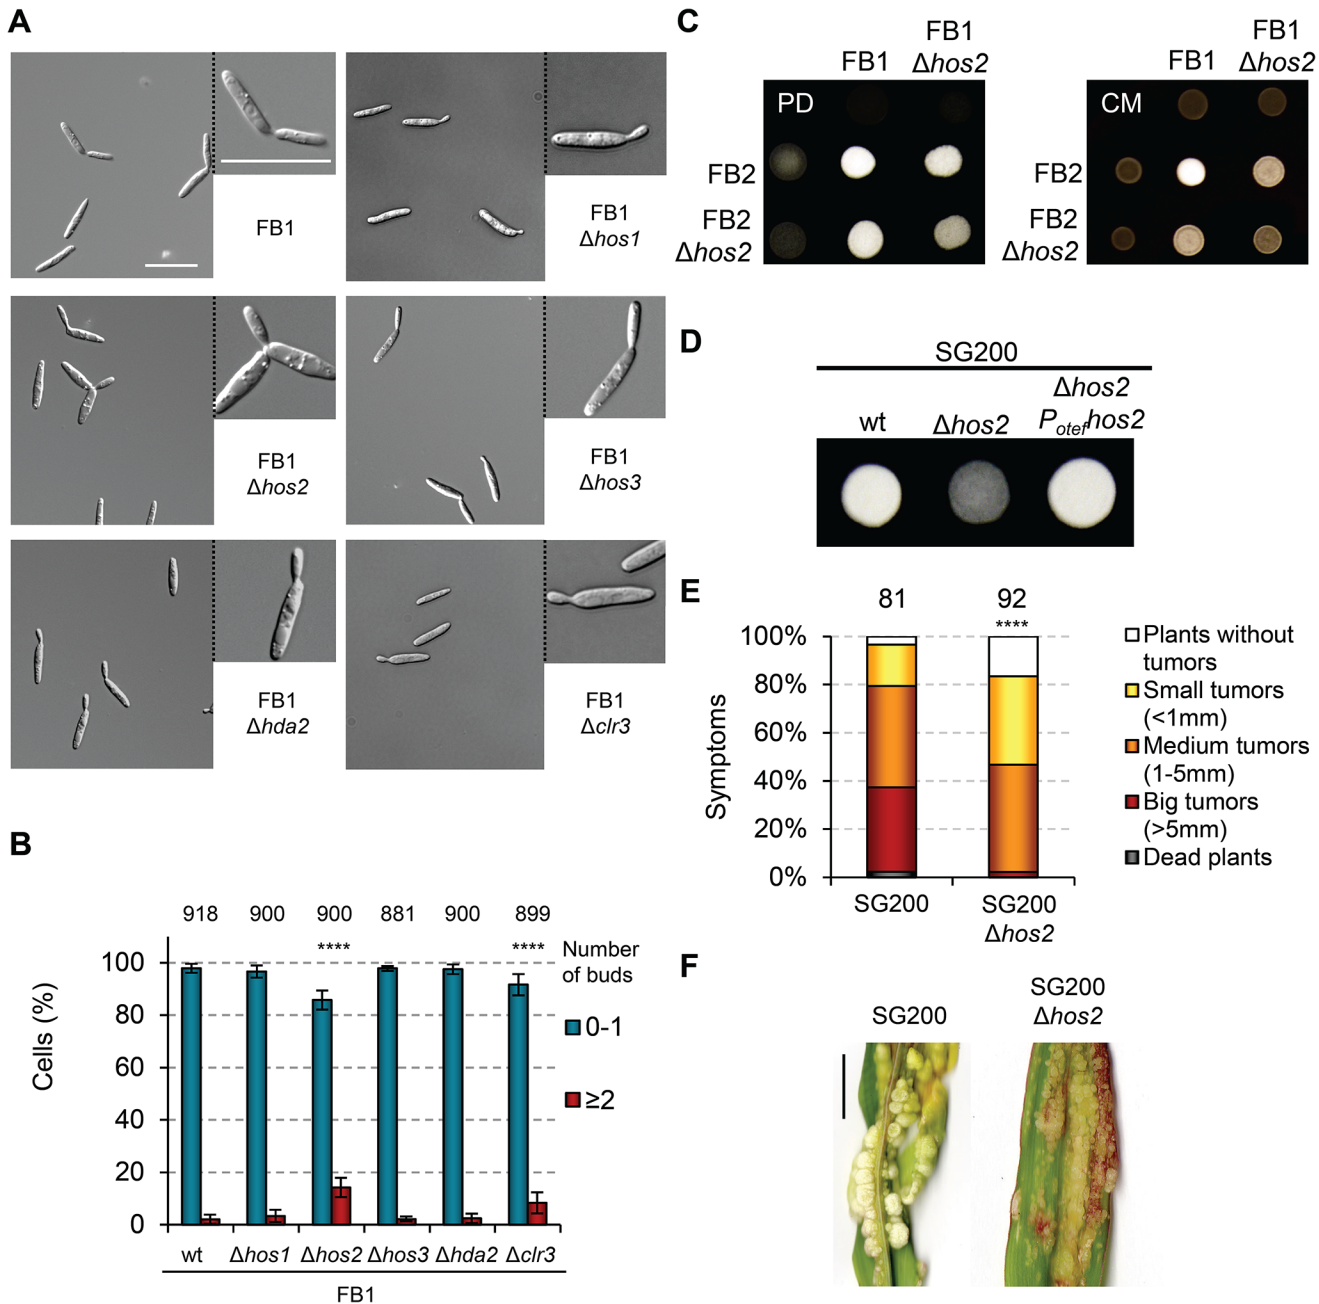 A
FB1
FB1
Δhos1
FB1
Δhos2
FB1
Δhos3
FB1
Δhda2
FB1
Δclr3
B
918 900 900 881 900 899
**** ****
Number
of buds
0-1
≥2
Cells (%)
100
80
60
40
20
0
wt Δhos1 Δhos2 Δhos3 Δhda2 Δclr3
FB1
C
FB1
FB1
Δhos2
PD
FB2
FB2
Δhos2
FB1
FB1
Δhos2
CM
FB2
FB2
Δhos2
D
SG200
wt
Δhos2
Δhos2
Potefhos2
E
81 92
****
Symptoms
100%
80%
60%
40%
20%
0%
SG200
SG200
Δhos2
Plants without
tumors
Small tumors
(<1mm)
Medium tumors
(1-5mm)
Big tumors
(>5mm)
Dead plants
F
SG200
SG200
Δhos2